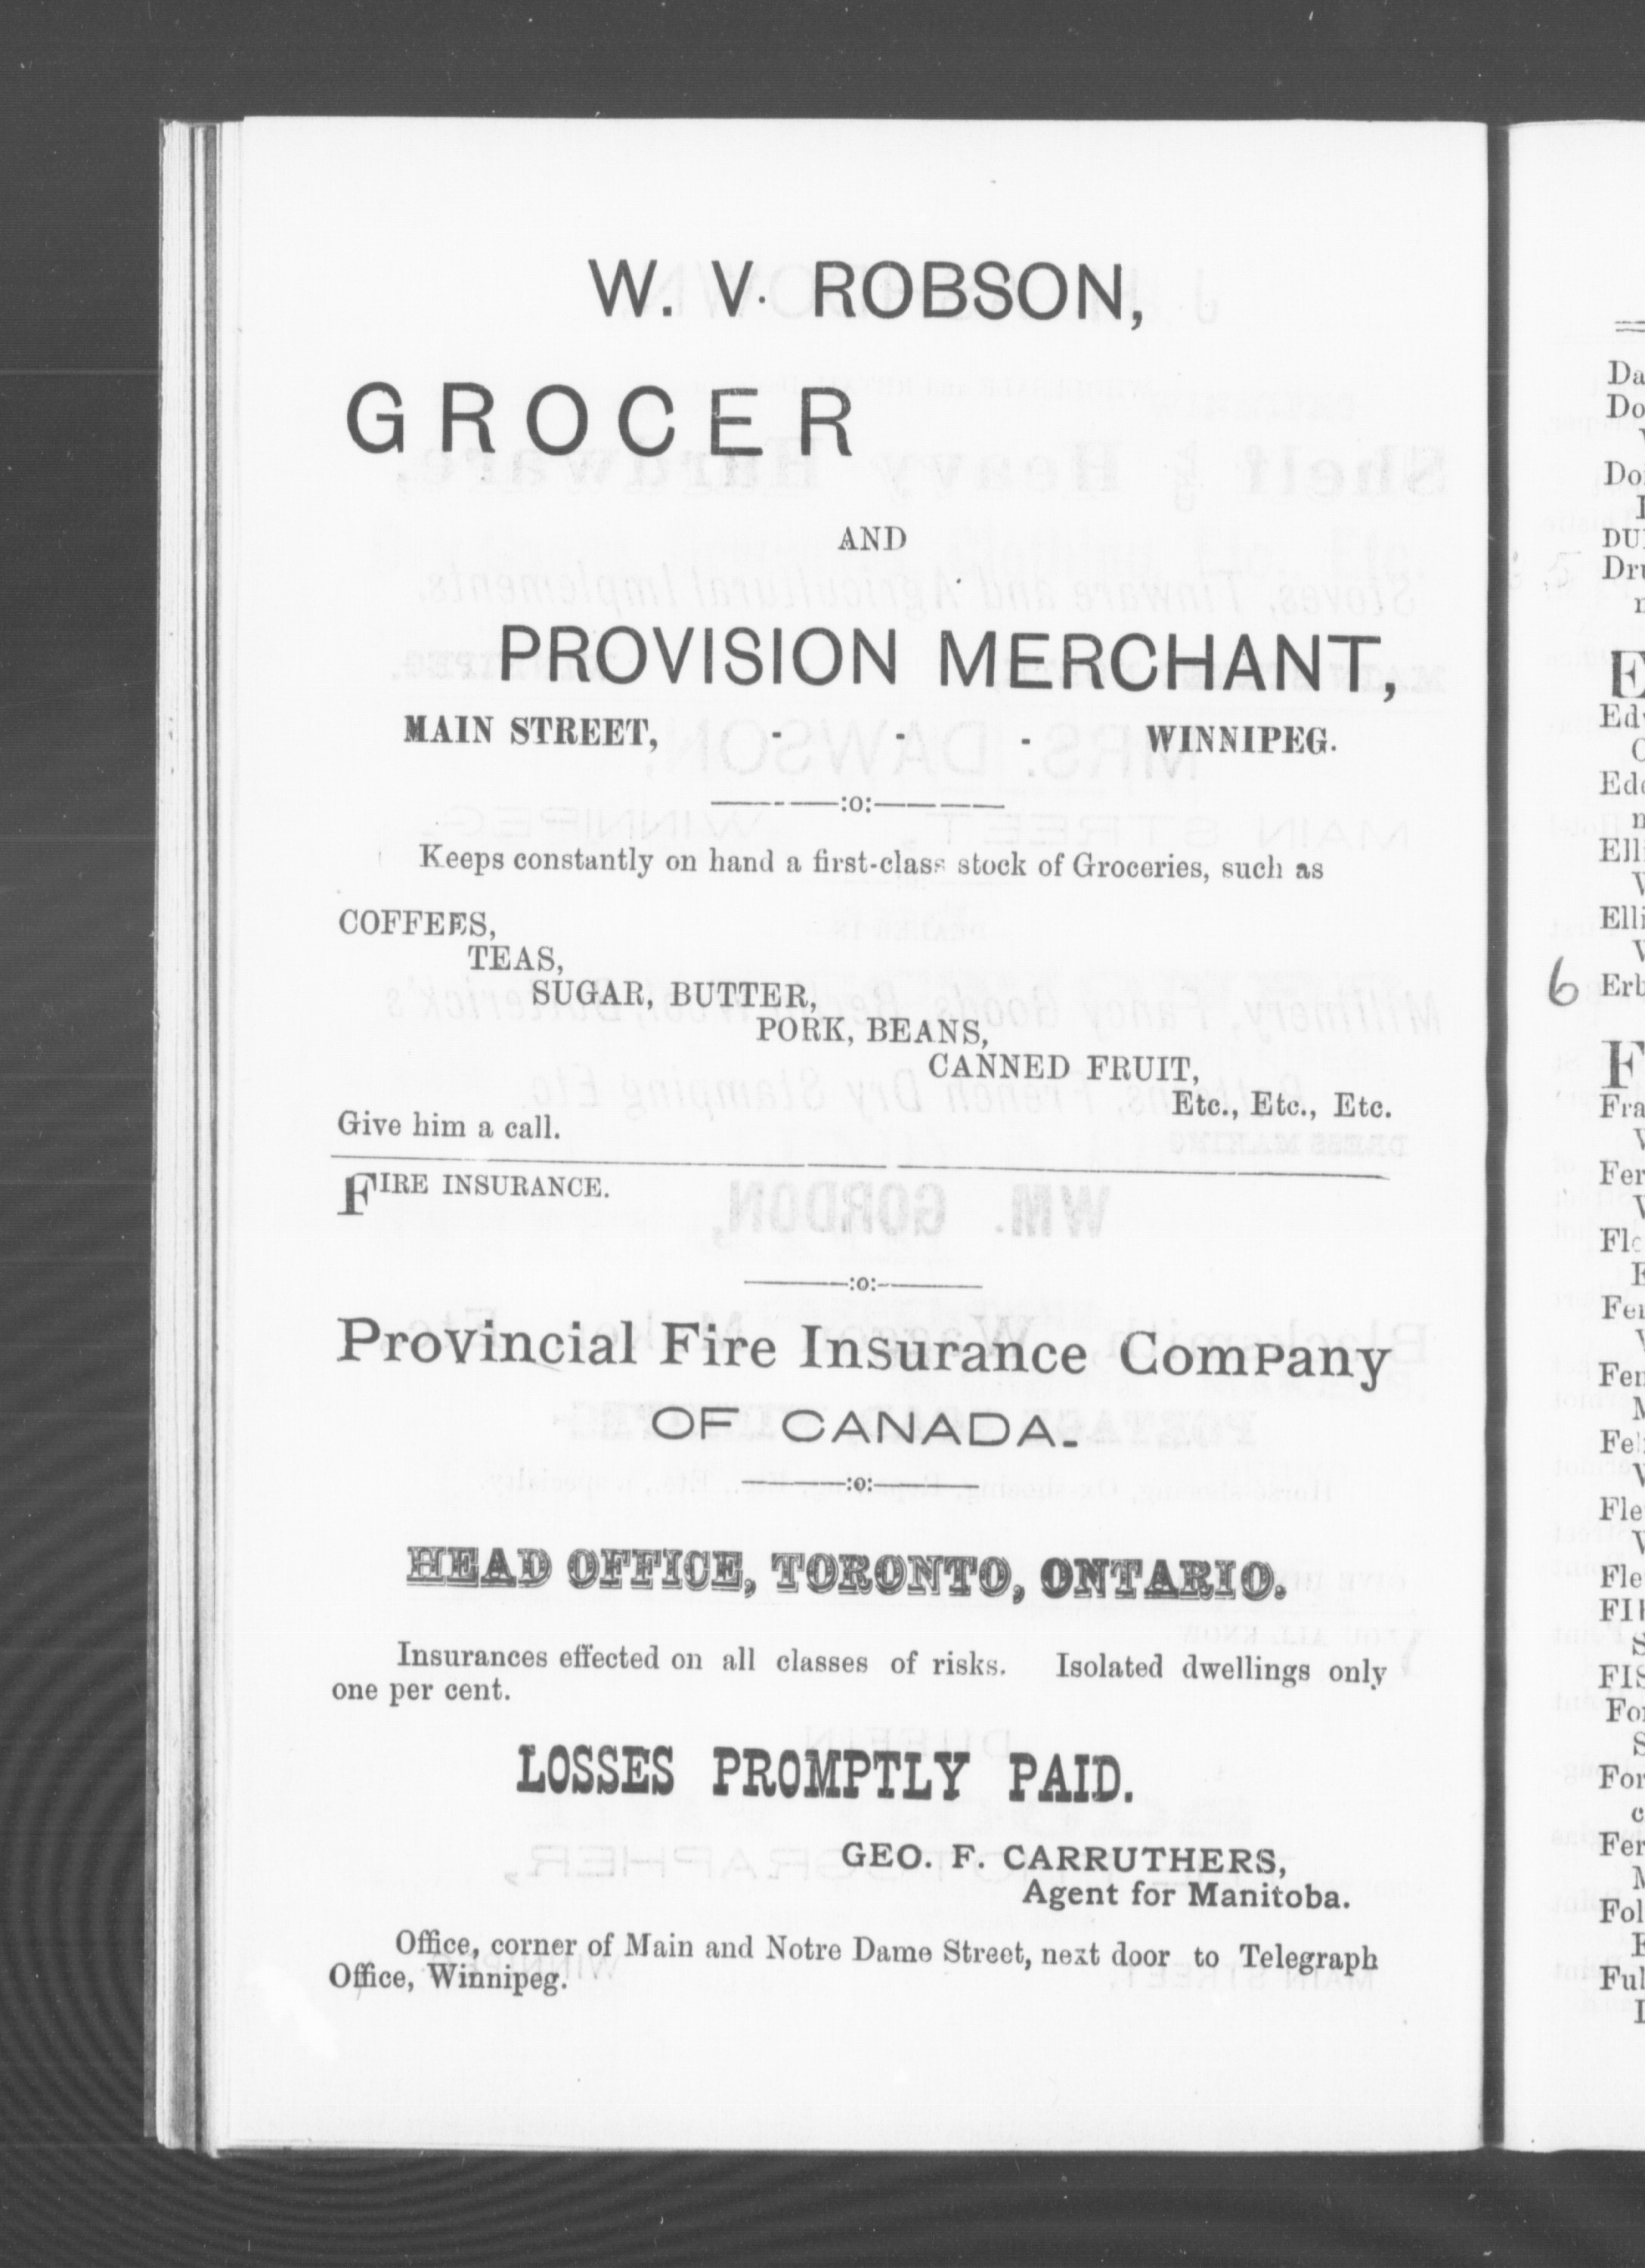 W. V. ROBSON,
GROCER
AND
PROVISION MERCHANT,
MAIN STREET, - - - WINNIPEG.
:o:
Keeps constantly on hand a first-class stock of Groceries, such as
COFFEES,
TEAS,
SUGAR, BUTTER,
PORK, BEANS,
CANNED FRUIT,
Etc., Etc., Etc.
Give him a call.
FIRE INSURANCE.
:o:
Provincial Fire Insurance Company
OF CANADA.
:o:
HEAD OFFICE, TORONTO, ONTARIO.
Insurances effected on all classes of risks. Isolated dwellings only
one per cent.
LOSSES PROMPTLY PAID.
GEO. F. CARRUTHERS,
Agent for Manitoba.
Office, corner of Main and Notre Dame Street, next door to Telegraph
Office, Winnipeg.
6